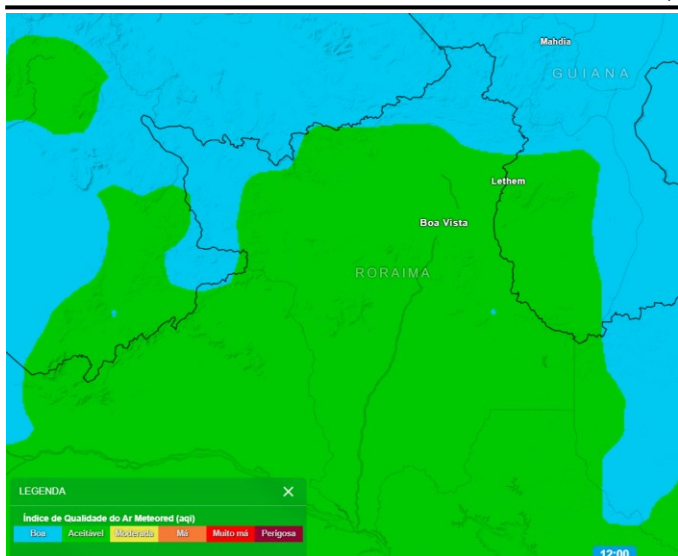 Mahdia
GUIANA
Lethem
Boa Vista
RORAIMA
LEGENDA
Índice de Qualidade do Ar Meteored (aqi)
Boa Aceitável Moderada Má Muito má Perigosa
12:00